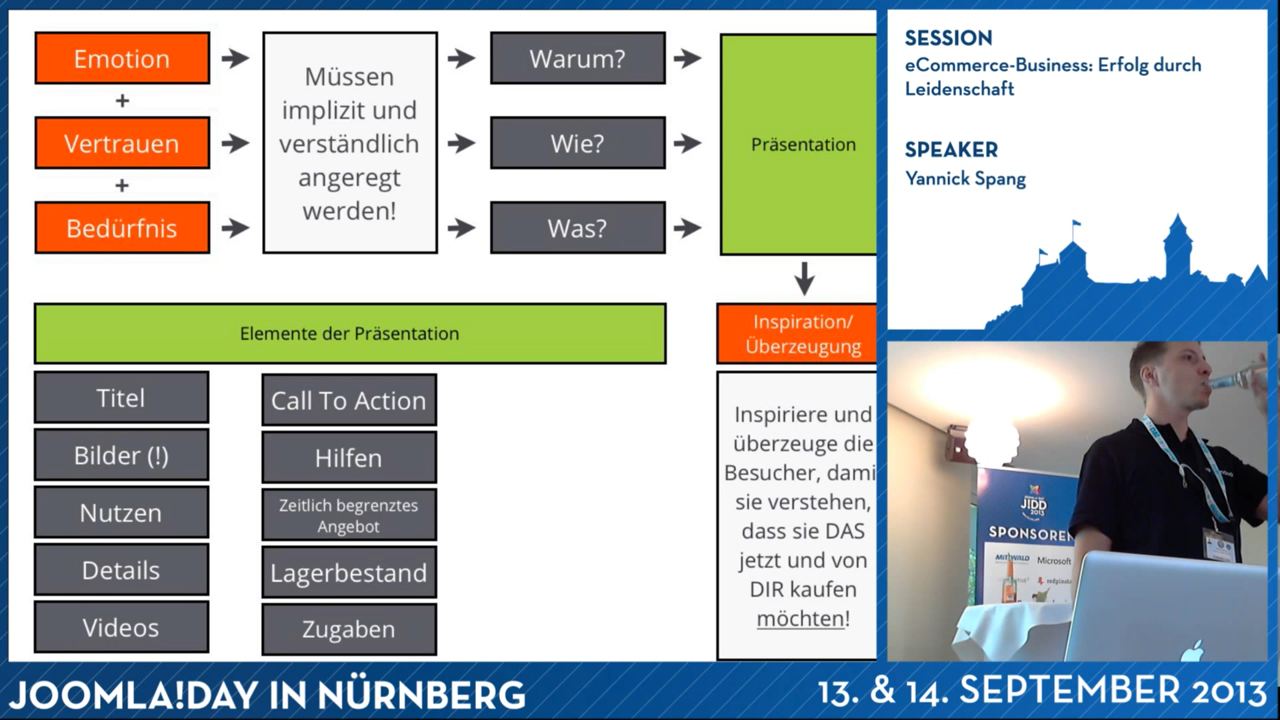 Emotion
+
Vertrauen
+
Bedürfnis
Müssen
implizit und
verständlich
angeregt
werden!
Warum?
Wie?
Was?
Präsentation
Elemente der Präsentation
Titel
Bilder (!)
Nutzen
Details
Videos
Call To Action
Hilfen
Zeitlich begrenztes
Angebot
Lagerbestand
Zugaben
Inspiration/
Überzeugung
Inspiriere und
überzeuge die
Besucher, dami
sie verstehen,
dass sie DAS
jetzt und von
DIR kaufen
möchten!
SESSION
eCommerce-Business: Erfolg durch
Leidenschaft
SPEAKER
Yannick Spang
JDD
2013
SPONSOREN
MITTWALD
Microsoft
JOOMLA!DAY IN NÜRNBERG
13. & 14. SEPTEMBER 2013